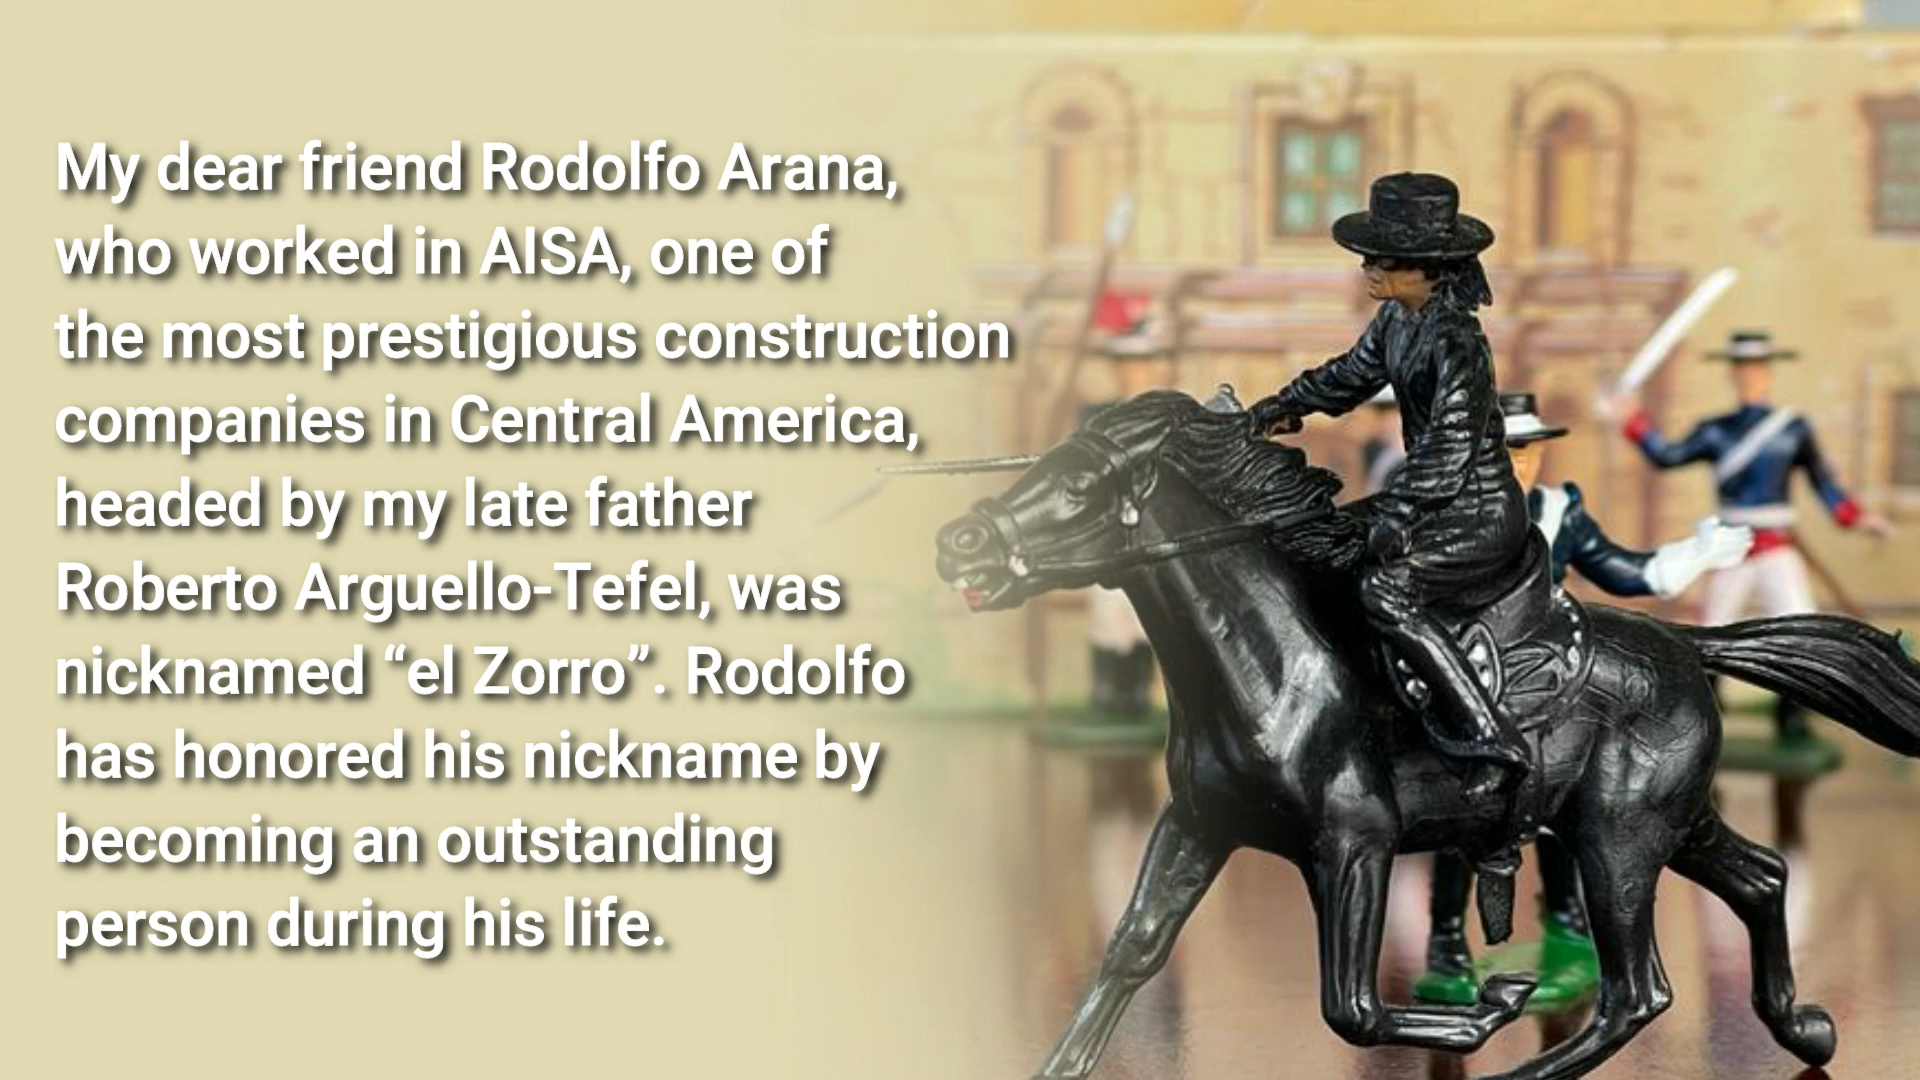 My dear friend Rodolfo Arana,
who worked in AISA, one of
the most prestigious construction
companies in Central America,
headed by my late father
Roberto Arguello-Tefel, was
nicknamed “el Zorro”. Rodolfo
has honored his nickname by
becoming an outstanding
person during his life.